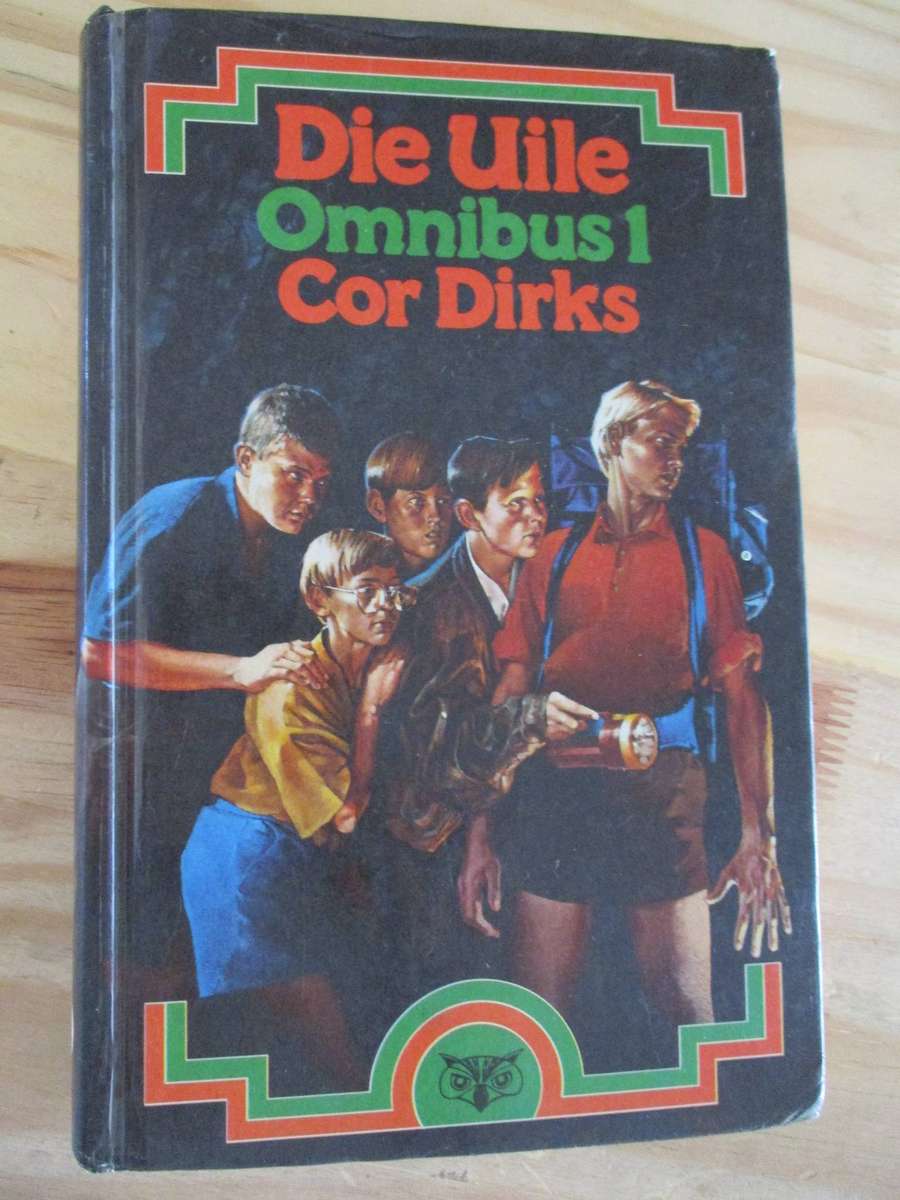 Die Uile
Omnibus 1
Cor Dirks